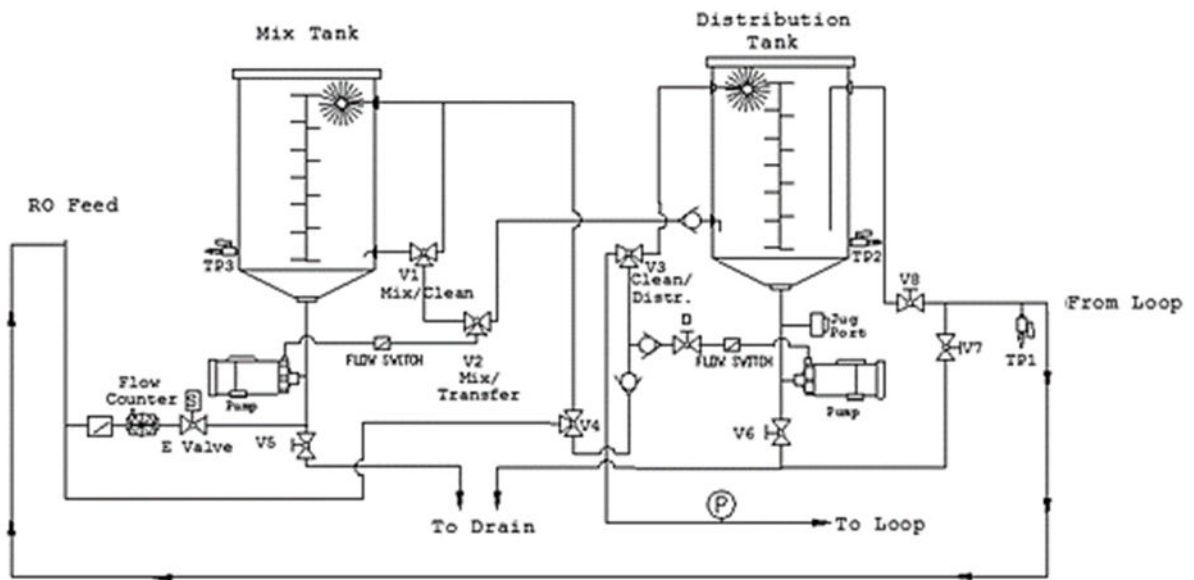 Mix Tank
Distribution
Tank
RO Feed
TP3
V1
Mix/Clean
V3
Clean/
Distr.
TP2
V8
From Loop
D
Jug
Port
FLOW SWITCH
V2
Mix/
Transfer
FLOW SWITCH
V7
TP1
Flow
Counter
S
Pump
Pump
E Valve
V5
V4
V6
To Drain
P
To Loop